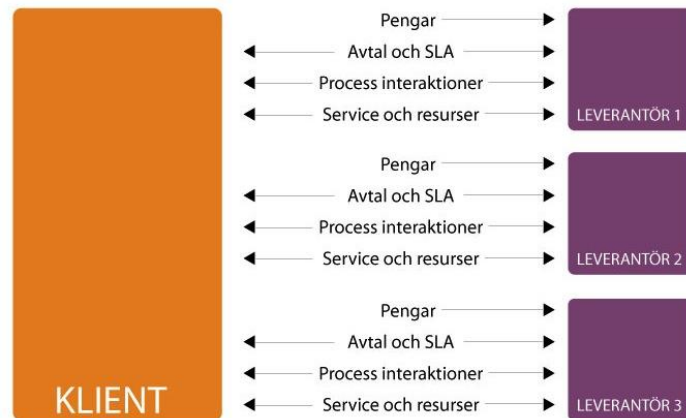 Pengar
Avtal och SLA
Process interaktioner
Service och resurser
LEVERANTÖR 1
Pengar
Avtal och SLA
Process interaktioner
Service och resurser
LEVERANTÖR 2
Pengar
Avtal och SLA
Process interaktioner
Service och resurser
KLIENT
LEVERANTÖR 3